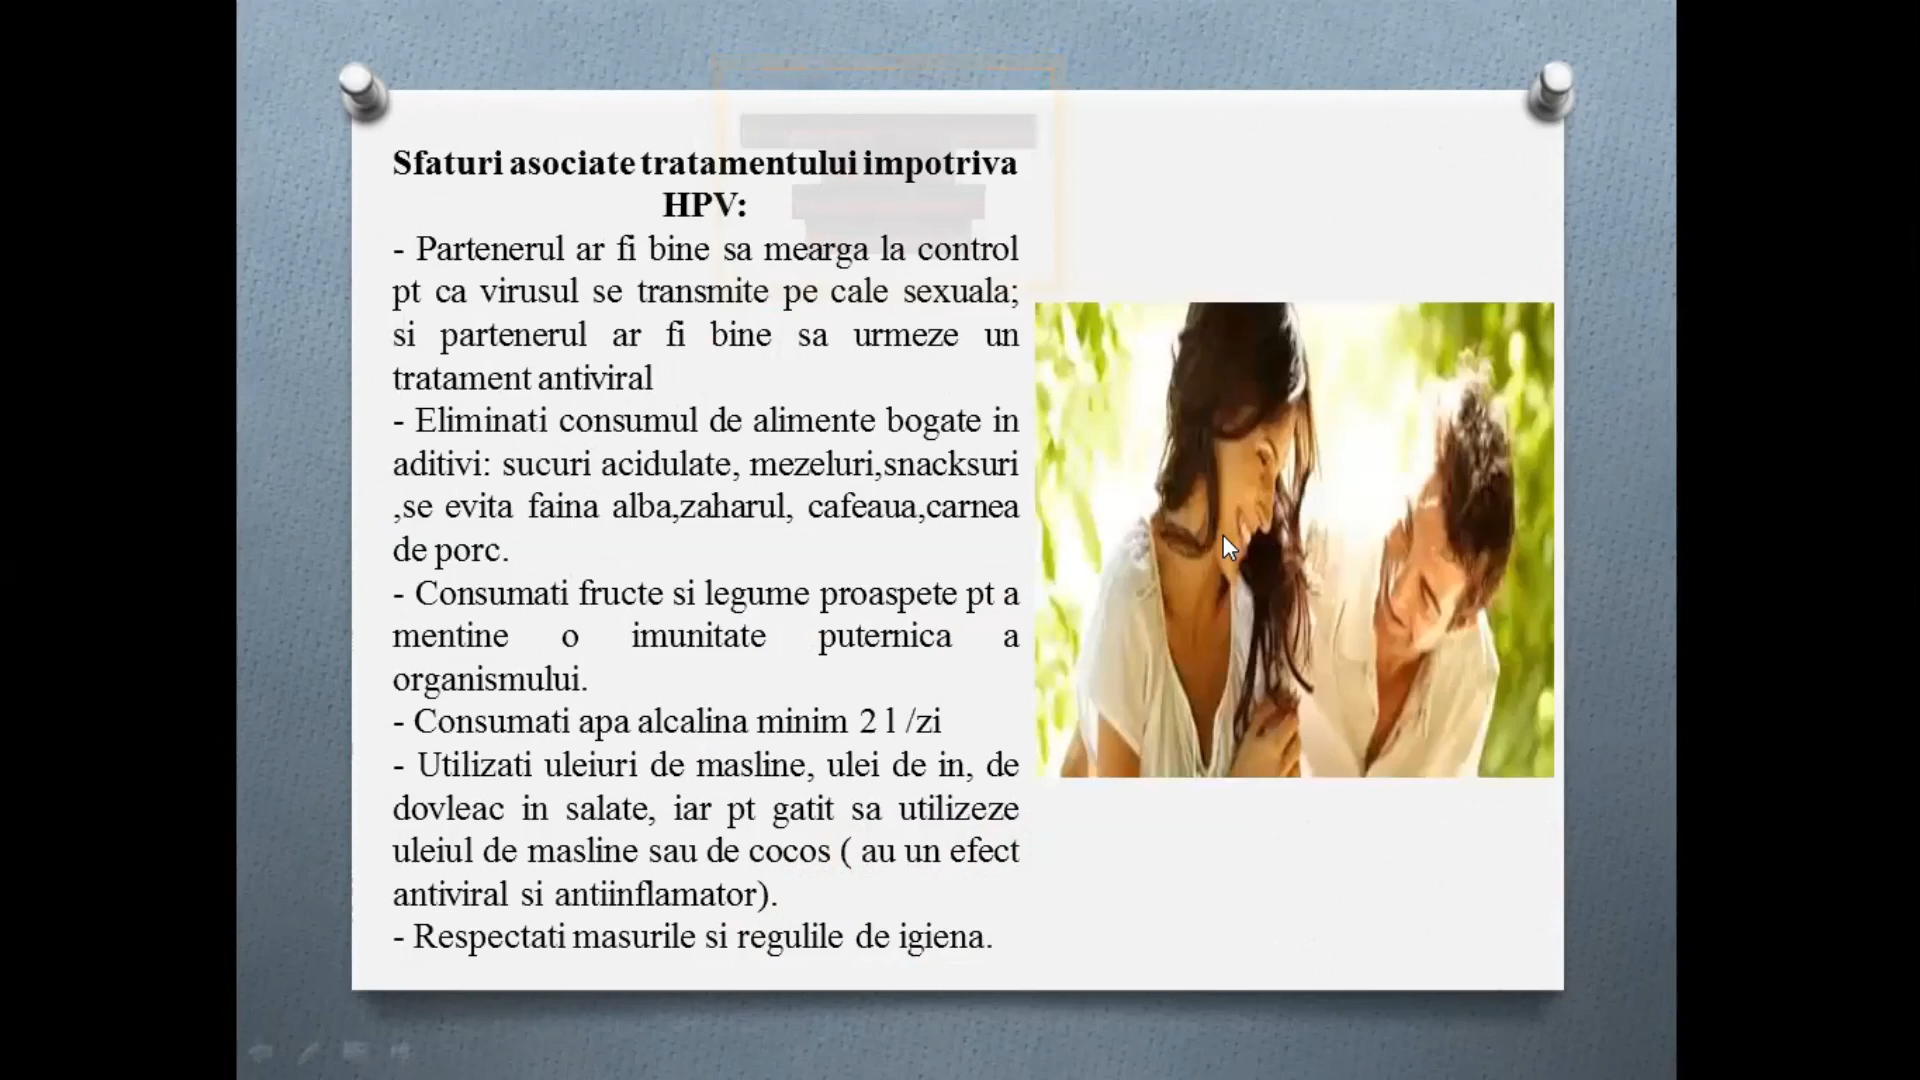 Sfaturi asociate tratamentului impotriva
HPV:
- Partenerul ar fi bine sa mearga la control
pt ca virusul se transmite pe cale sexuala;
si partenerul ar fi bine sa urmeze un
tratament antiviral
- Eliminati consumul de alimente bogate in
aditivi: sucuri acidulate, mezeluri,snacksuri
,se evita faina alba,zaharul, cafeaua,carnea
de porc.
- Consumati fructe si legume proaspete pt a
mentine o imunitate puternica a
organismului.
- Consumati apa alcalina minim 2 l /zi
- Utilizati uleiuri de masline, ulei de in, de
dovleac in salate, iar pt gatit sa utilizeze
uleiul de masline sau de cocos ( au un efect
antiviral si antiinflamator).
- Respectati masurile si regulile de igiena.